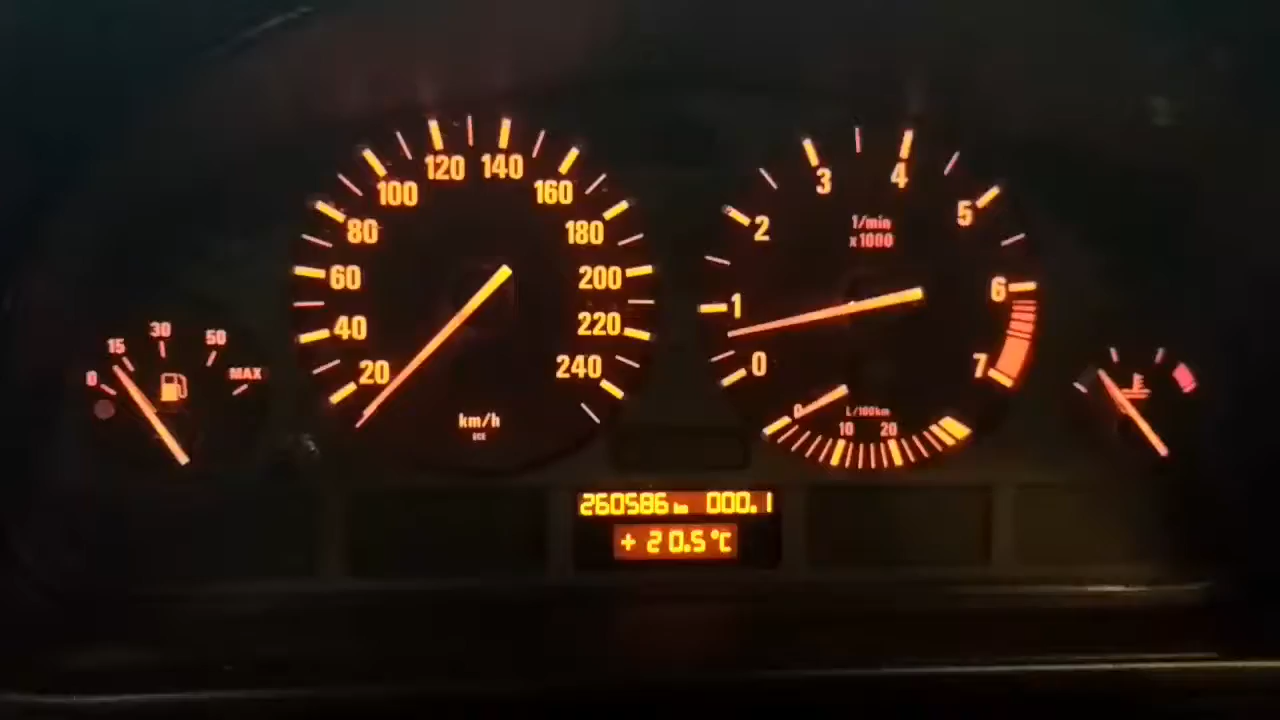 120 140
100 160
80 180
60 200
40 220
20 240
km/h
3 4
2 5
1/min
x1000
1 6
0 7
0
L/100km
10 20
0 15 30 50 MAX
260586 km 000.1
+20.5°C